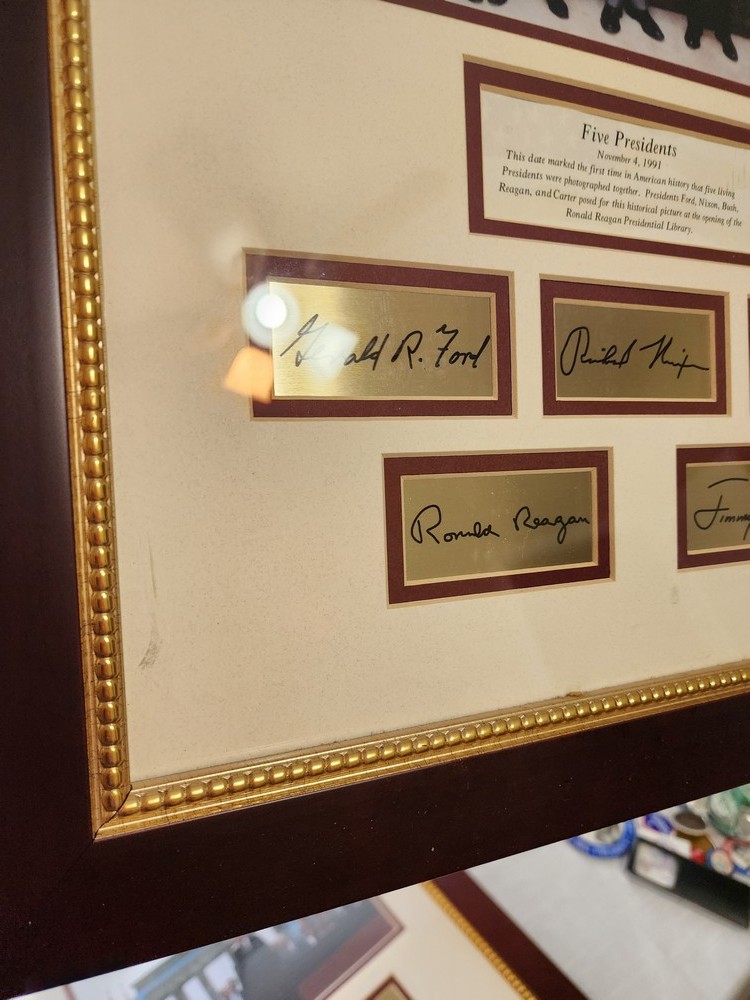 Five Presidents
November 4, 1991
This date marked the first time in American history that five living
Presidents were photographed together. Presidents Ford, Nixon, Bush,
Reagan, and Carter posed for this historical picture at the opening of the
Ronald Reagan Presidential Library.
Gerald R. Ford
Richard Nixon
Ronald Reagan
Jimmy